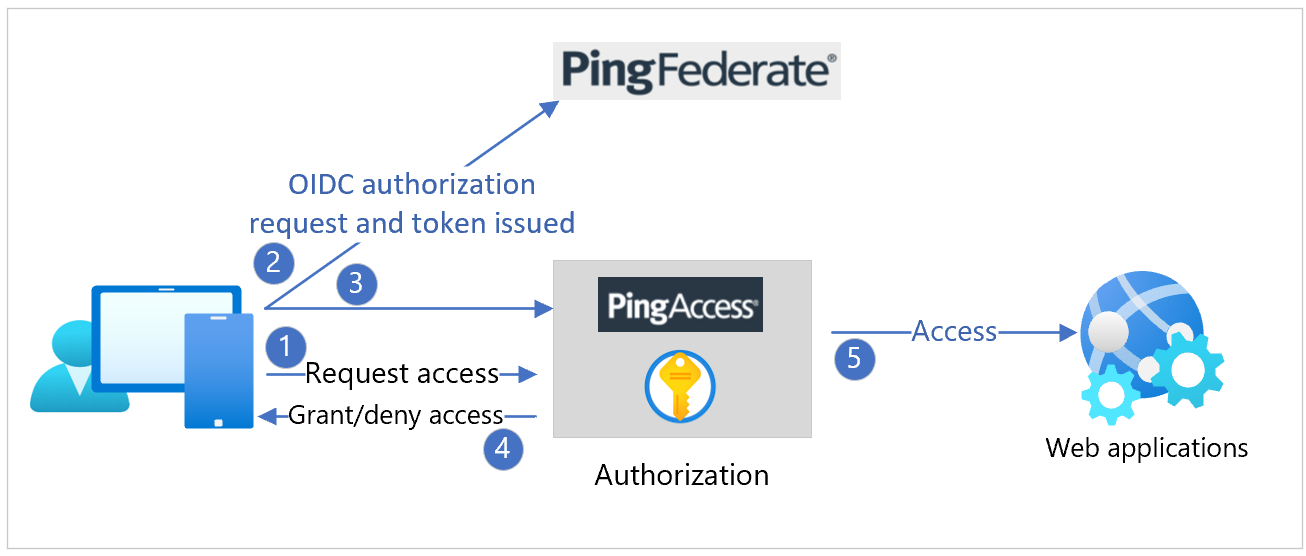 PingFederate®
OIDC authorization
request and token issued
2
3
PingAccess®
1
Request access
Access
5
Grant/deny access
4
Authorization
Web applications